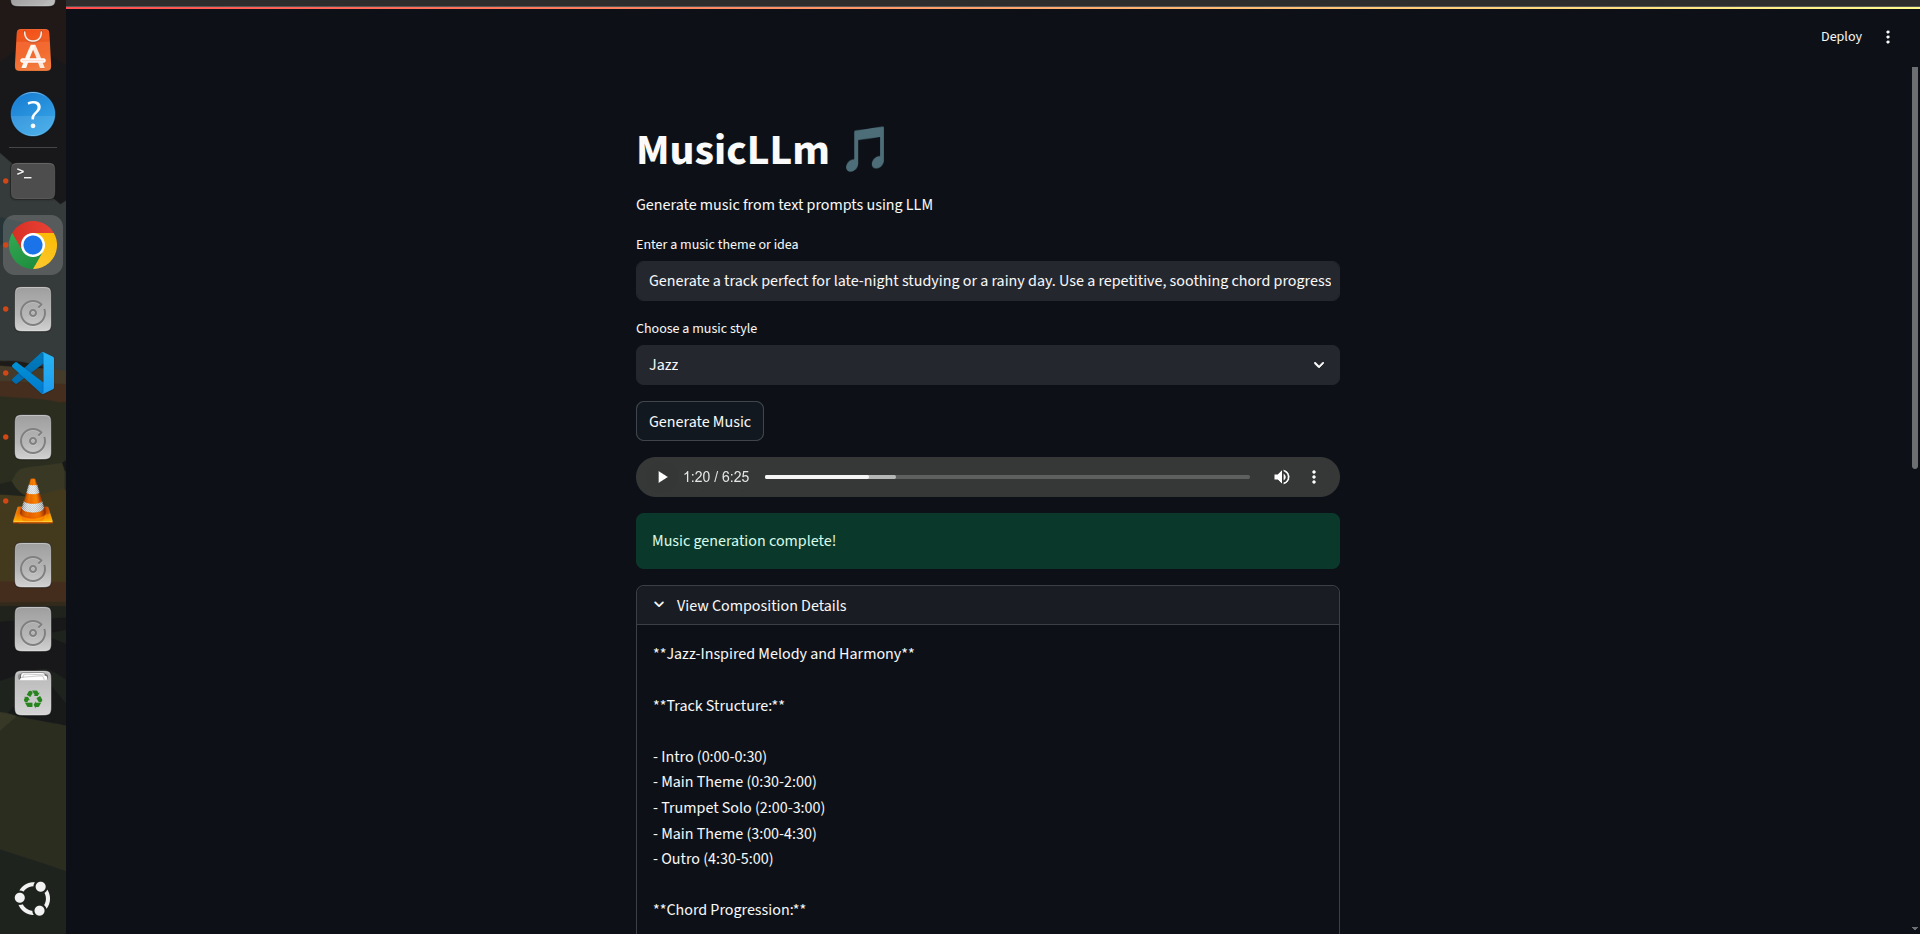 Deploy
MusicLLm 🎵
Generate music from text prompts using LLM
Enter a music theme or idea
Generate a track perfect for late-night studying or a rainy day. Use a repetitive, soothing chord progress
Choose a music style
Jazz
Generate Music
1:20 / 6:25
Music generation complete!
View Composition Details
**Jazz-Inspired Melody and Harmony**
**Track Structure:**
- Intro (0:00-0:30)
- Main Theme (0:30-2:00)
- Trumpet Solo (2:00-3:00)
- Main Theme (3:00-4:30)
- Outro (4:30-5:00)
**Chord Progression:**